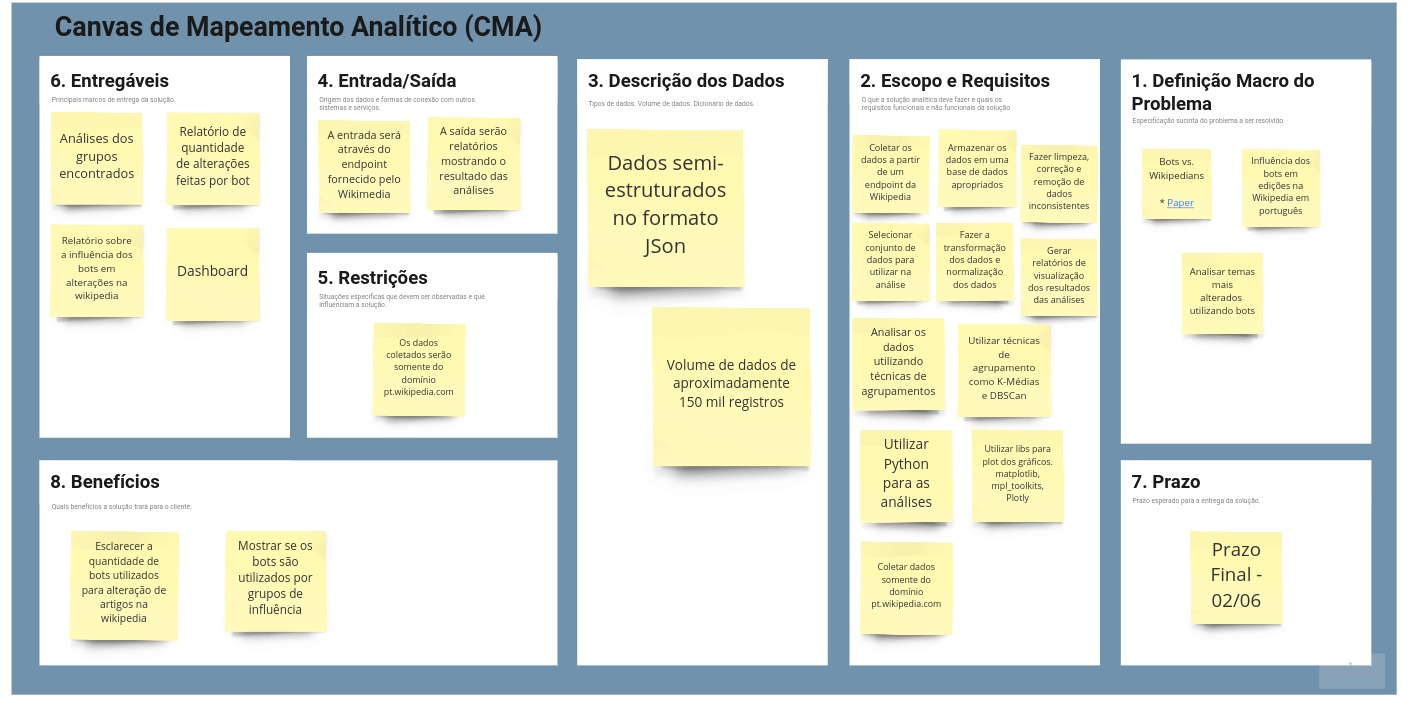 Canvas de Mapeamento Analítico (CMA)
6. Entregáveis
Principais marcos de entrega da solução.
Análises dos
grupos
encontrados
Relatório de
quantidade
de alterações
feitas por bot
Relatório sobre
a influência dos
bots em
alterações na
wikipedia
Dashboard
4. Entrada/Saída
Origem dos dados e formas de conexão com outros
sistemas e serviços.
A entrada será
através do
endpoint
fornecido pelo
Wikimedia
A saída serão
relatórios
mostrando o
resultado das
análises
5. Restrições
Situações específicas que devem ser observadas e que
influenciam a solução.
Os dados
coletados serão
somente do
domínio
pt.wikipedia.com
3. Descrição dos Dados
Tipos de dados. Volume de dados. Dicionário de dados.
Dados semi-
estruturados
no formato
JSon
Volume de dados de
aproximadamente
150 mil registros
2. Escopo e Requisitos
O que a solução analítica deve fazer e quais os
requisitos funcionais e não funcionais da solução
Coletar os
dados a partir
de um
endpoint da
Wikipedia
Armazenar os
dados em uma
base de dados
apropriados
Fazer limpeza,
correção e
remoção de
dados
inconsistentes
Selecionar
conjunto de
dados para
utilizar na
análise
Fazer a
transformação
dos dados e
normalização
dos dados
Gerar
relatórios de
visualização
dos resultados
das análises
Analisar os
dados
utilizando
técnicas de
agrupamentos
Utilizar técnicas
de
agrupamento
como K-Médias
e DBSCan
Utilizar
Python
para as
análises
Utilizar libs para
plot dos gráficos.
matplotlib,
mpl_toolkits,
Plotly
Coletar dados
somente do
domínio
pt.wikipedia.com
1. Definição Macro do
Problema
Especificação sucinta do problema a ser resolvido.
Bots vs.
Wikipedians
* Paper
Influência dos
bots em
edições na
Wikipedia em
português
Analisar temas
mais
alterados
utilizando bots
8. Benefícios
Quais benefícios a solução trará para o cliente.
Esclarecer a
quantidade de
bots utilizados
para alteração de
artigos na
wikipedia
Mostrar se os
bots são
utilizados por
grupos de
influência
7. Prazo
Prazo esperado para a entrega da solução.
Prazo
Final -
02/06